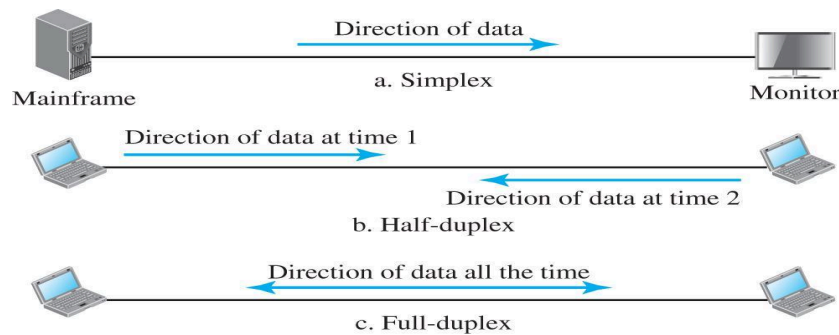 Direction of data
Mainframe
a. Simplex
Monitor
Direction of data at time 1
Direction of data at time 2
b. Half-duplex
Direction of data all the time
c. Full-duplex